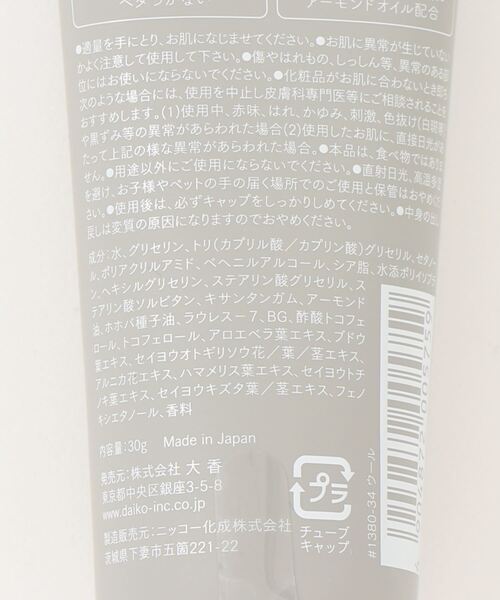 ベタつかない
アーモンドオイル配合
●適量を手にとり、お肌になじませてください。●お肌に異常が生じていない
かよく注意して使用して下さい。●傷やはれもの、しっしん等、異常のある部
位にはお使いにならないでください。●化粧品がお肌に合わないとき即ち
次のような場合には、使用を中止し皮膚科専門医等にご相談されることを
おすすめします。(1)使用中、赤味、はれ、かゆみ、刺激、色抜け(白斑等)
や黒ずみ等の異常があらわれた場合(2)使用したお肌に、直接日光が
たって上記の様な異常があらわれた場合。●本品は、食べ物ではあり
せん。●用途以外にご使用にならないでください。●直射日光、高温多湿
を避け、お子様やペットの手の届く場所でのご使用と保管はおやめくだ
さい。●使用後は、必ずキャップをしっかりしめてください。●中身の出
戻しは変質の原因になりますのでおやめください。
成分:水、グリセリン、トリ(カプリル酸/カプリン酸)グリセリル、セタノー
ル、ポリアクリルアミド、ベヘニルアルコール、シア脂、水添ポリイソブ
ン、ヘキシルグリセリン、ステアリン酸グリセリル、ス
テアリン酸ソルビタン、キサンタンガム、アーモンド
油、ホホバ種子油、ラウレス-7、BG、酢酸トコフェ
ロール、トコフェロール、アロエベラ葉エキス、ブドウ
葉エキス、セイヨウオトギリソウ花/葉/茎エキス、
アルニカ花エキス、ハマメリス葉エキス、セイヨウトチ
ノキ葉エキス、セイヨウキズタ葉/茎エキス、フェノ
キシエタノール、香料
内容量:30g Made in Japan
発売元:株式会社 大 香
東京都中央区銀座3-5-8
www.daiko-inc.co.jp
製造販売元:ニッコー化成株式会社
茨城県下妻市五箇221-22
プラ
チューブ
キャップ
#1380-34 ウール